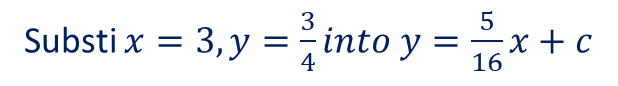 Substi x = 3, y = 3/4 into y = 5/16 x + c